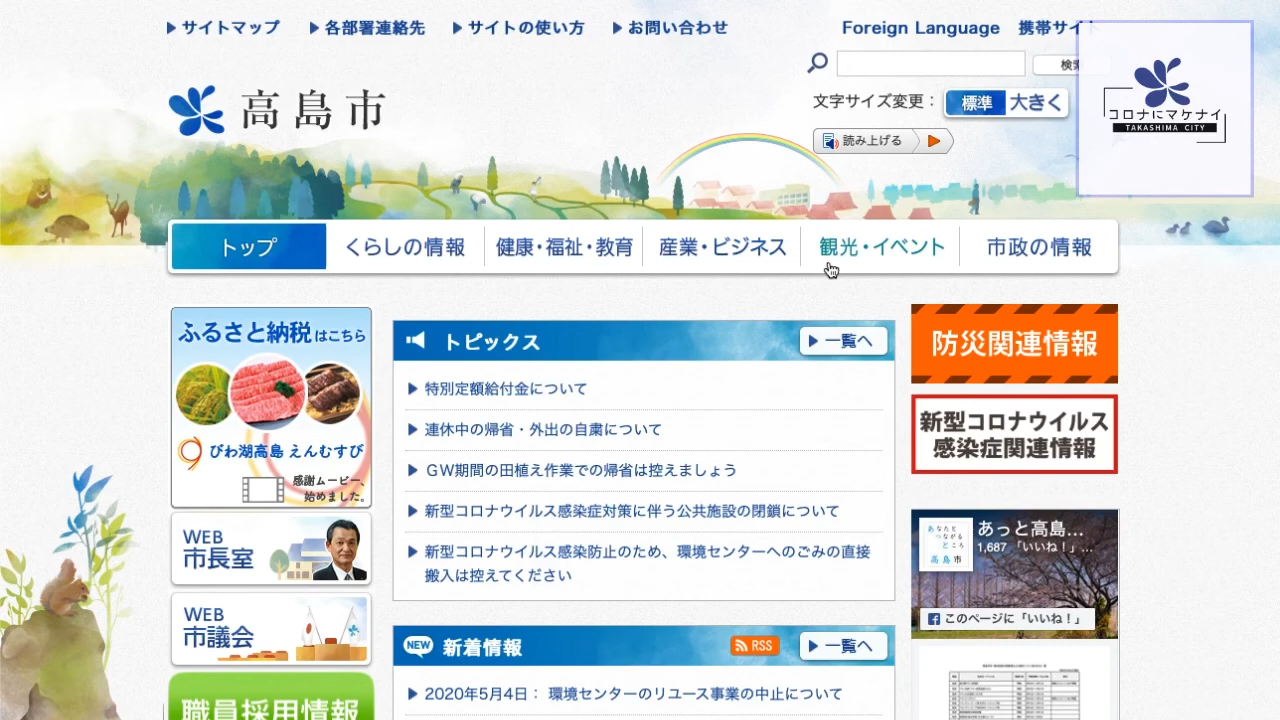 サイトマップ
各部署連絡先
サイトの使い方
お問い合わせ
Foreign Language
携帯サイト
検索
文字サイズ変更：
標準
大きく
読み上げる
高島市
コロナにマケナイ
TAKASHIMA CITY
トップ
くらしの情報
健康・福祉・教育
産業・ビジネス
観光・イベント
市政の情報
ふるさと納税はこちら
びわ湖高島 えんむすび
感謝ムービー、
始めました。
WEB
市長室
WEB
市議会
職員採用情報
トピックス
一覧へ
特別定額給付金について
連休中の帰省・外出の自粛について
ＧＷ期間の田植え作業での帰省は控えましょう
新型コロナウイルス感染症対策に伴う公共施設の閉鎖について
新型コロナウイルス感染防止のため、環境センターへのごみの直接
搬入は控えてください
NEW
新着情報
RSS
一覧へ
2020年5月4日： 環境センターのリユース事業の中止について
防災関連情報
新型コロナウイルス
感染症関連情報
あなたと
つながる
ところ
高島市
あっと高島...
1,687 「いいね！」...
このページに「いいね！」